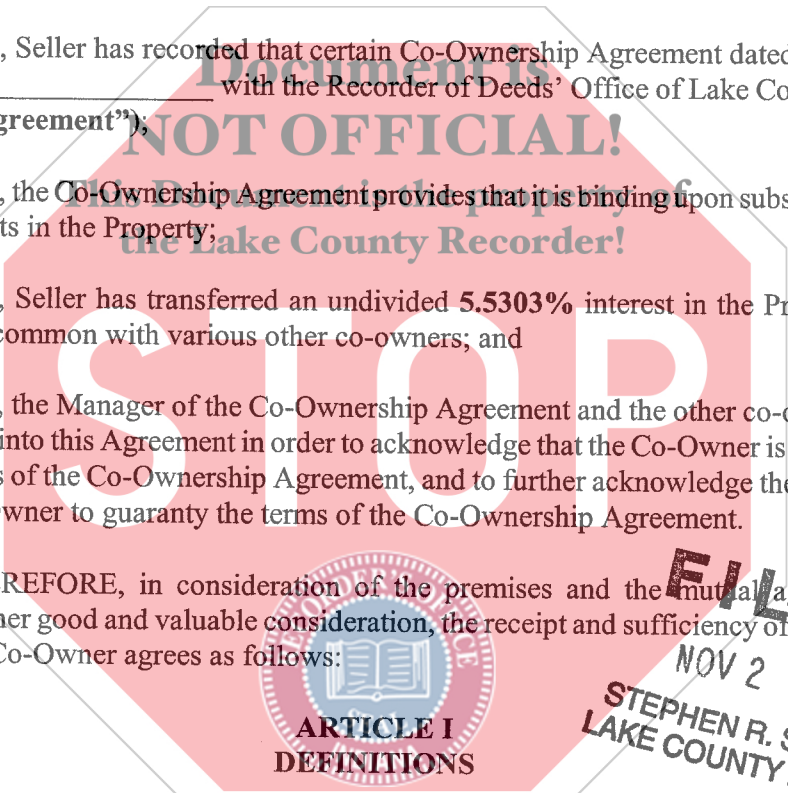 , Seller has recorded that certain Co-Ownership Agreement dated
Document is
with the Recorder of Deeds' Office of Lake Co
greement");
NOT OFFICIAL!
, the Co-Ownership Agreement provides that it is binding upon subs
This Document is the property of
ts in the Property;
the Lake County Recorder!
, Seller has transferred an undivided 5.5303% interest in the Pr
common with various other co-owners; and
STOP
, the Manager of the Co-Ownership Agreement and the other co-o
into this Agreement in order to acknowledge that the Co-Owner is
s of the Co-Ownership Agreement, and to further acknowledge the
wner to guaranty the terms of the Co-Ownership Agreement.
REFORE, in consideration of the premises and the mutual a
FIL
ner good and valuable consideration, the receipt and sufficiency of
Co-Owner agrees as follows:
NOV 2
STEPHEN R. S
LAKE COUNTY
RECORDER OFFICE
SEAL
ARTICLE I
DEFINITIONS